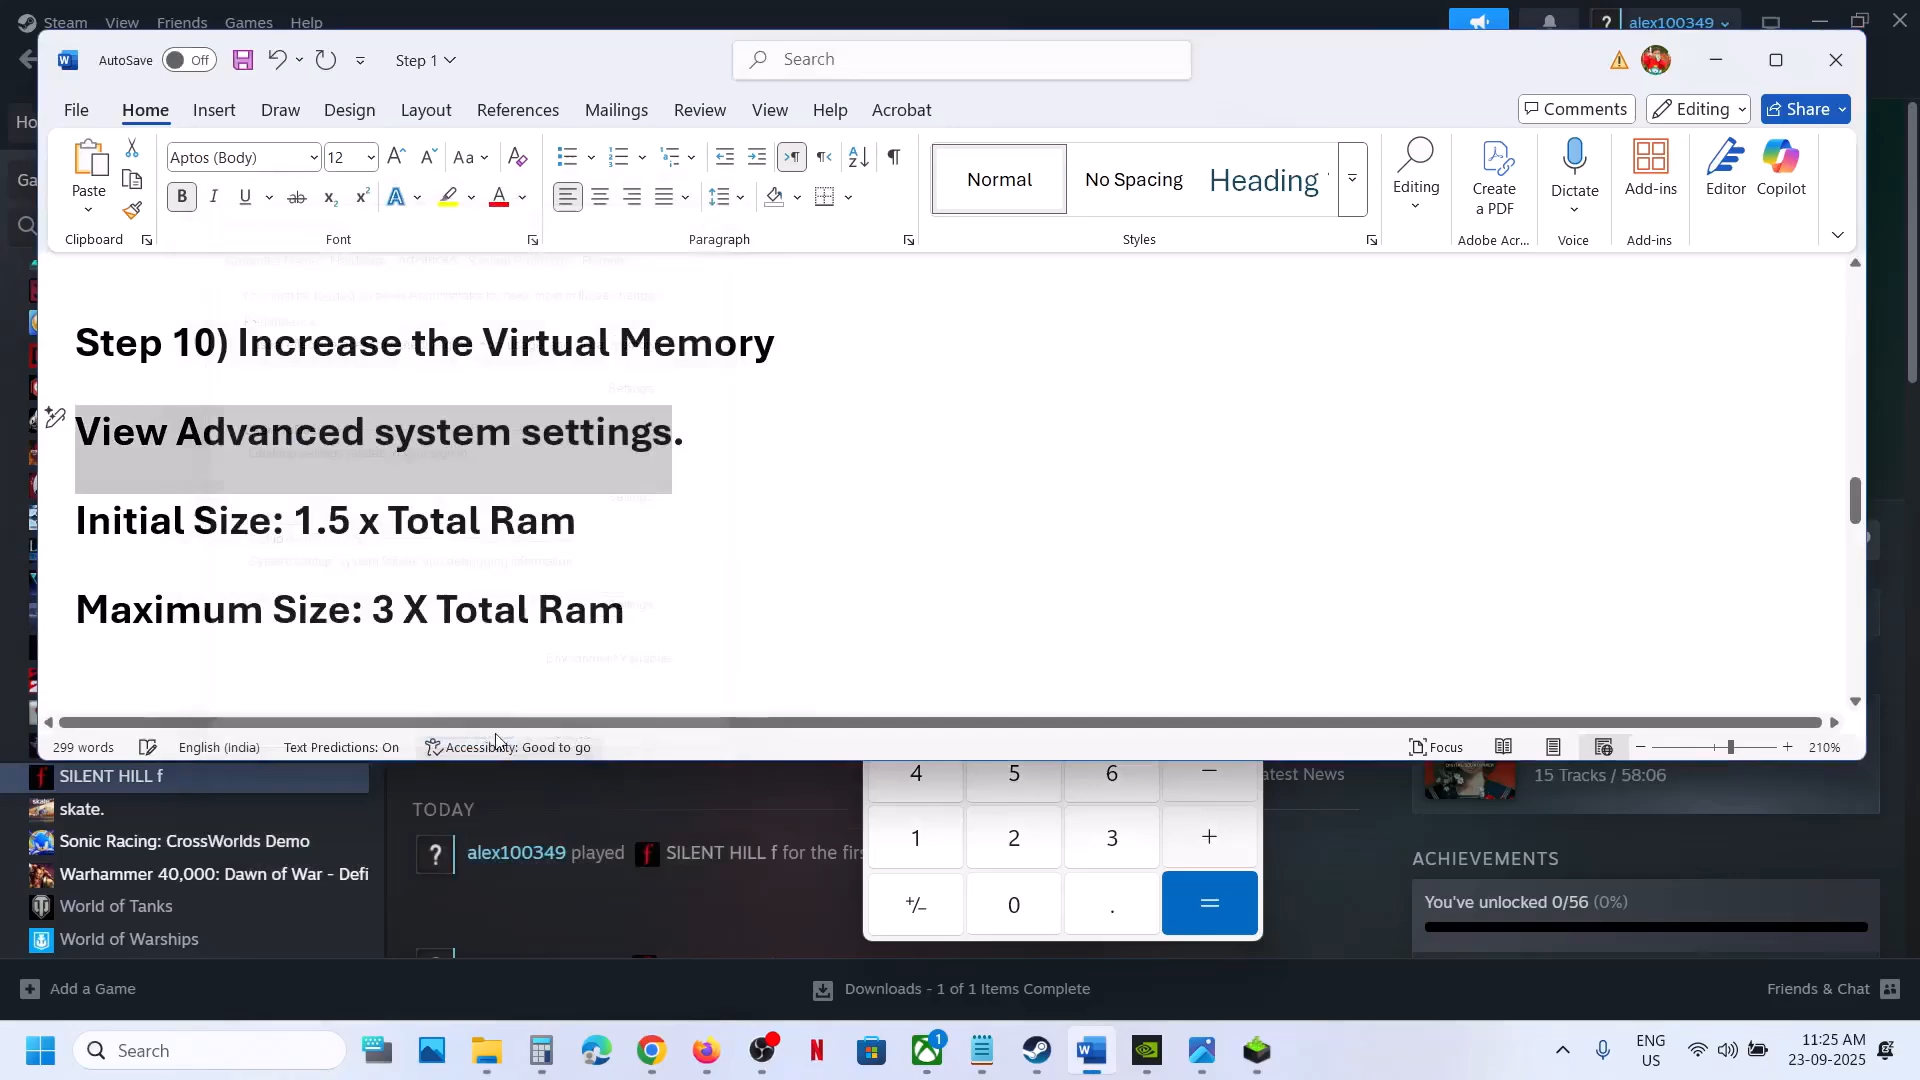 Steam View Friends Games Help
alex100349
AutoSave Off Step 1 Search
File Home Insert Draw Design Layout References Mailings Review View Help Acrobat
Comments Editing Share
Paste
Aptos (Body) 12
Normal No Spacing Heading
Editing
Create a PDF
Dictate
Add-ins
Editor
Copilot
Clipboard Font Paragraph Styles Adobe Acr... Voice Add-ins
Step 10) Increase the Virtual Memory
View Advanced system settings.
Initial Size: 1.5 x Total Ram
Maximum Size: 3 X Total Ram
299 words English (India) Text Predictions: On Accessibility: Good to go Focus 210%
4 5 6 −
1 2 3 +
+/− 0 . =
SILENT HILL f
skate.
Sonic Racing: CrossWorlds Demo
Warhammer 40,000: Dawn of War - Defi
World of Tanks
World of Warships
TODAY
alex100349 played SILENT HILL f for the firs
atest News
15 Tracks / 58:06
ACHIEVEMENTS
You've unlocked 0/56 (0%)
Add a Game
Downloads - 1 of 1 Items Complete
Friends & Chat
Search
1
ENG
US
11:25 AM
23-09-2025